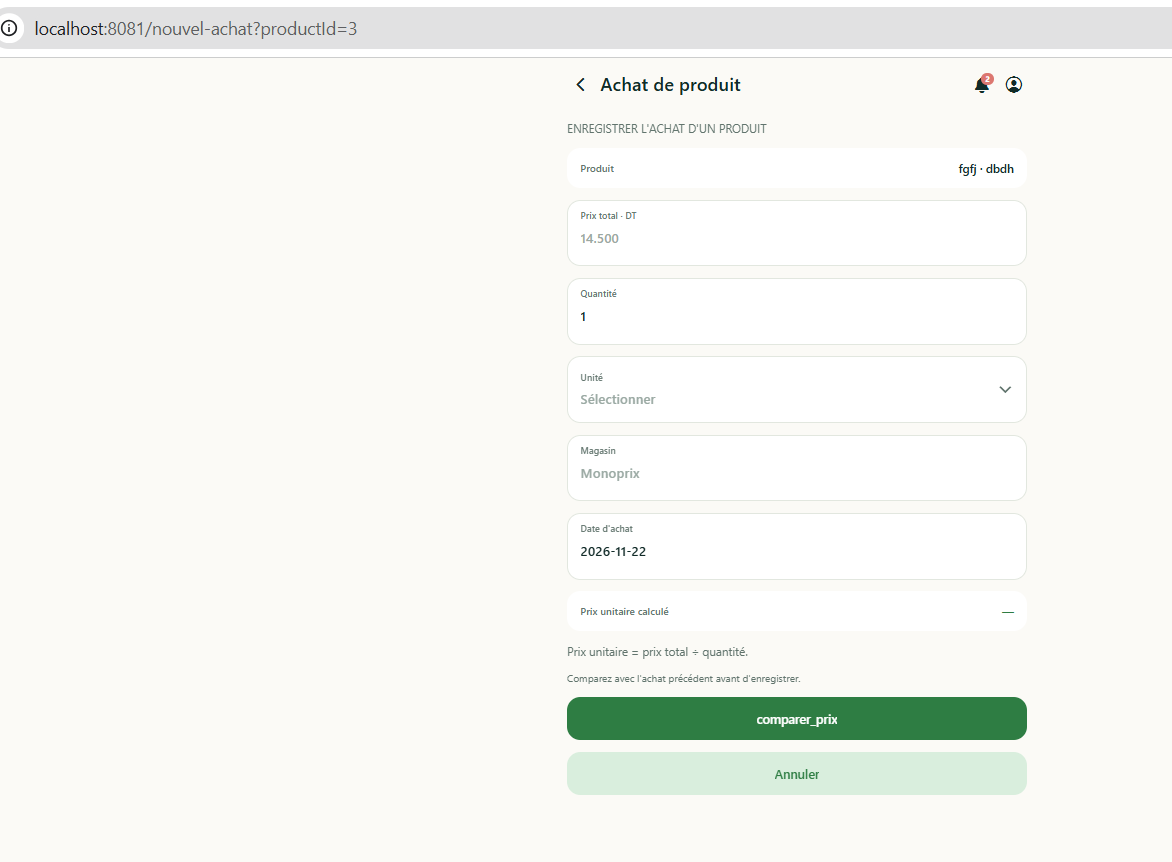 localhost:8081/nouvel-achat?productId=3
Achat de produit
2
ENREGISTRER L'ACHAT D'UN PRODUIT
Produit
fgfj · dbdh
Prix total · DT
14.500
Quantité
1
Unité
Sélectionner
Magasin
Monoprix
Date d'achat
2026-11-22
Prix unitaire calculé
—
Prix unitaire = prix total ÷ quantité.
Comparez avec l'achat précédent avant d'enregistrer.
comparer_prix
Annuler